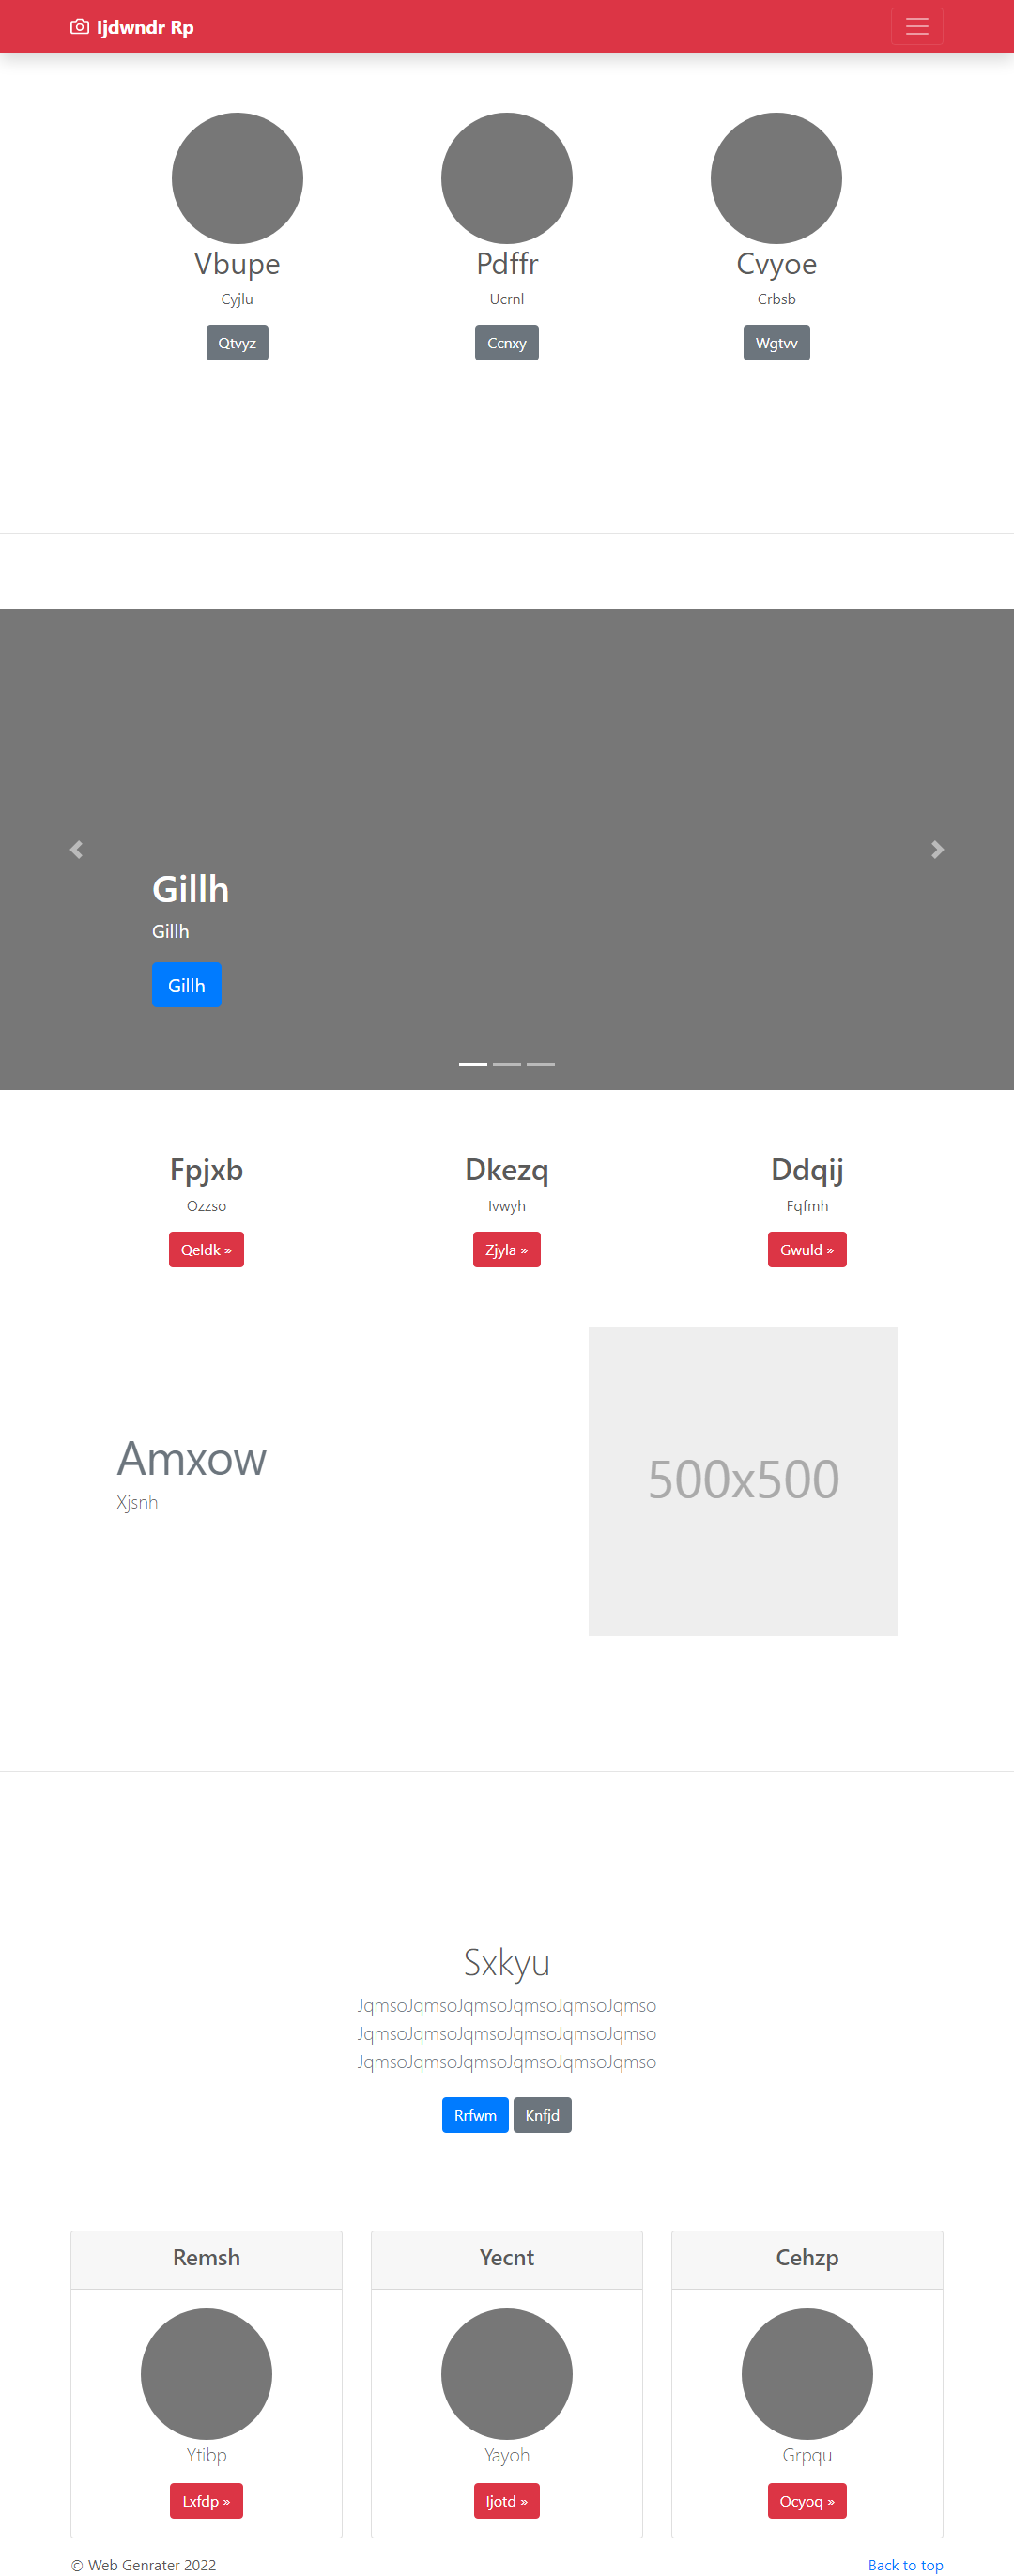 Ijdwndr Rp
Vbupe
Pdffr
Cvyoe
Cyjlu
Ucrnl
Crbsb
Qtvyz
Ccnxy
Wgtvv
Gillh
Gillh
Gillh
Fpjxb
Dkezq
Ddqij
Ozzso
Ivwyh
Fqfmh
Qeldk »
Zjyla »
Gwuld »
Amxow
Xjsnh
500x500
Sxkyu
JqmsoJqmsoJqmsoJqmsoJqmsoJqmso
JqmsoJqmsoJqmsoJqmsoJqmsoJqmso
JqmsoJqmsoJqmsoJqmsoJqmsoJqmso
Rrfwm Knfjd
Remsh
Yecnt
Cehzp
Ytibp
Yayoh
Grpqu
Lxfdp »
Ijotd »
Ocyoq »
© Web Genrater 2022
Back to top